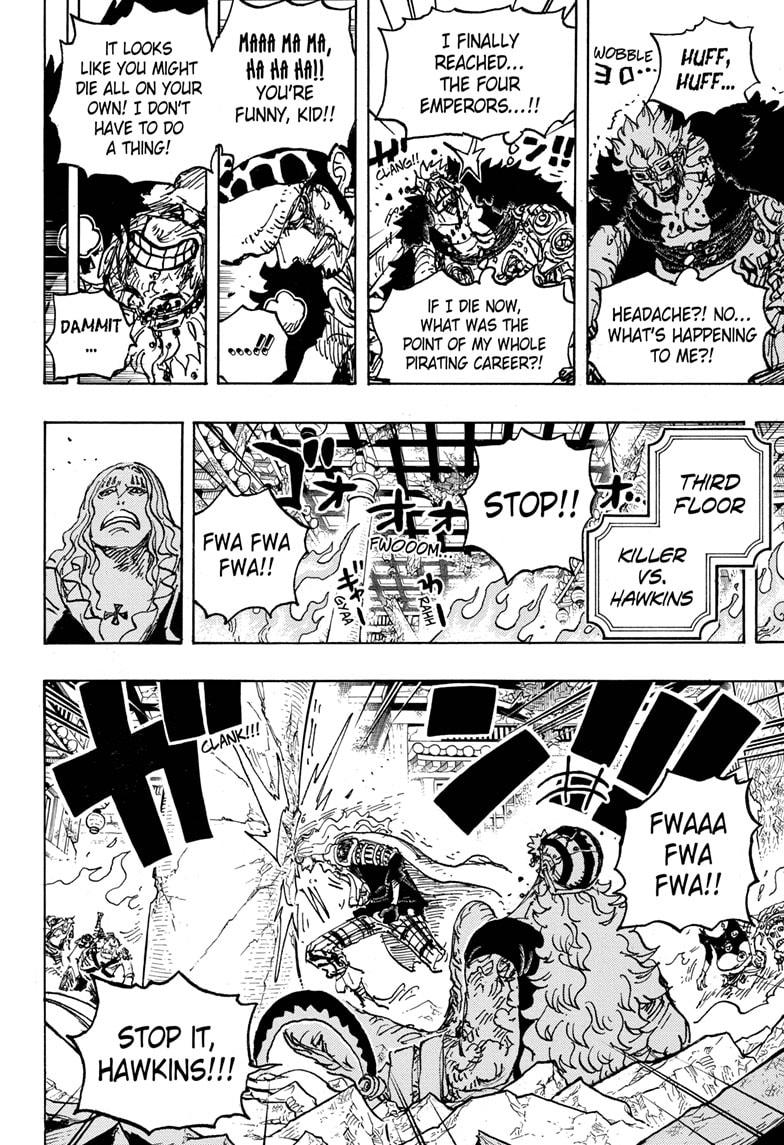 HUFF,
HUFF...
WOBBLE
ヨロ...
HEADACHE?! NO...
WHAT'S HAPPENING
TO ME?!
I FINALLY
REACHED...
THE FOUR
EMPERORS...!!
CLANG!!
IF I DIE NOW,
WHAT WAS THE
POINT OF MY WHOLE
PIRATING CAREER?!
MAAA MA MA,
HA HA HA!!
YOU'RE
FUNNY, KID!!
....!!
IT LOOKS
LIKE YOU MIGHT
DIE ALL ON YOUR
OWN! I DON'T
HAVE TO DO
A THING!
DAMMIT
...
THIRD
FLOOR
KILLER
VS.
HAWKINS
STOP!!
ゴオオオ...
FWOOOM...
RAHH
GYAA
FWA FWA
FWA!!
FWAAA
FWA
FWA!!
ガン!!
CLANK!!!
STOP IT,
HAWKINS!!!